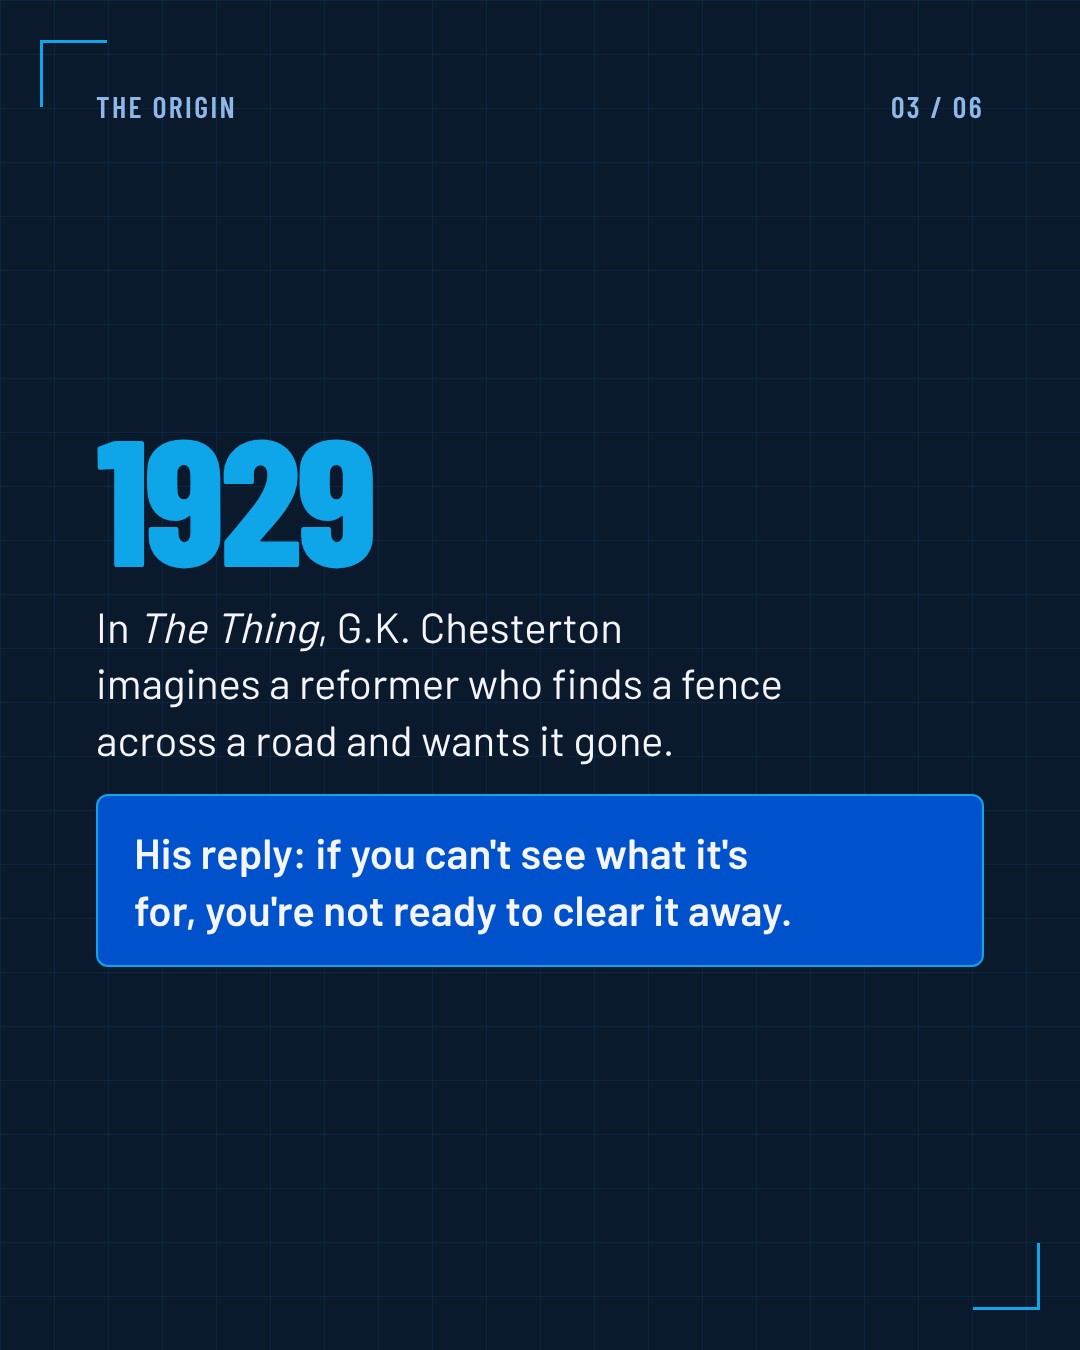 THE ORIGIN
03 / 06
1929
In The Thing, G.K. Chesterton
imagines a reformer who finds a fence
across a road and wants it gone.
His reply: if you can't see what it's
for, you're not ready to clear it away.